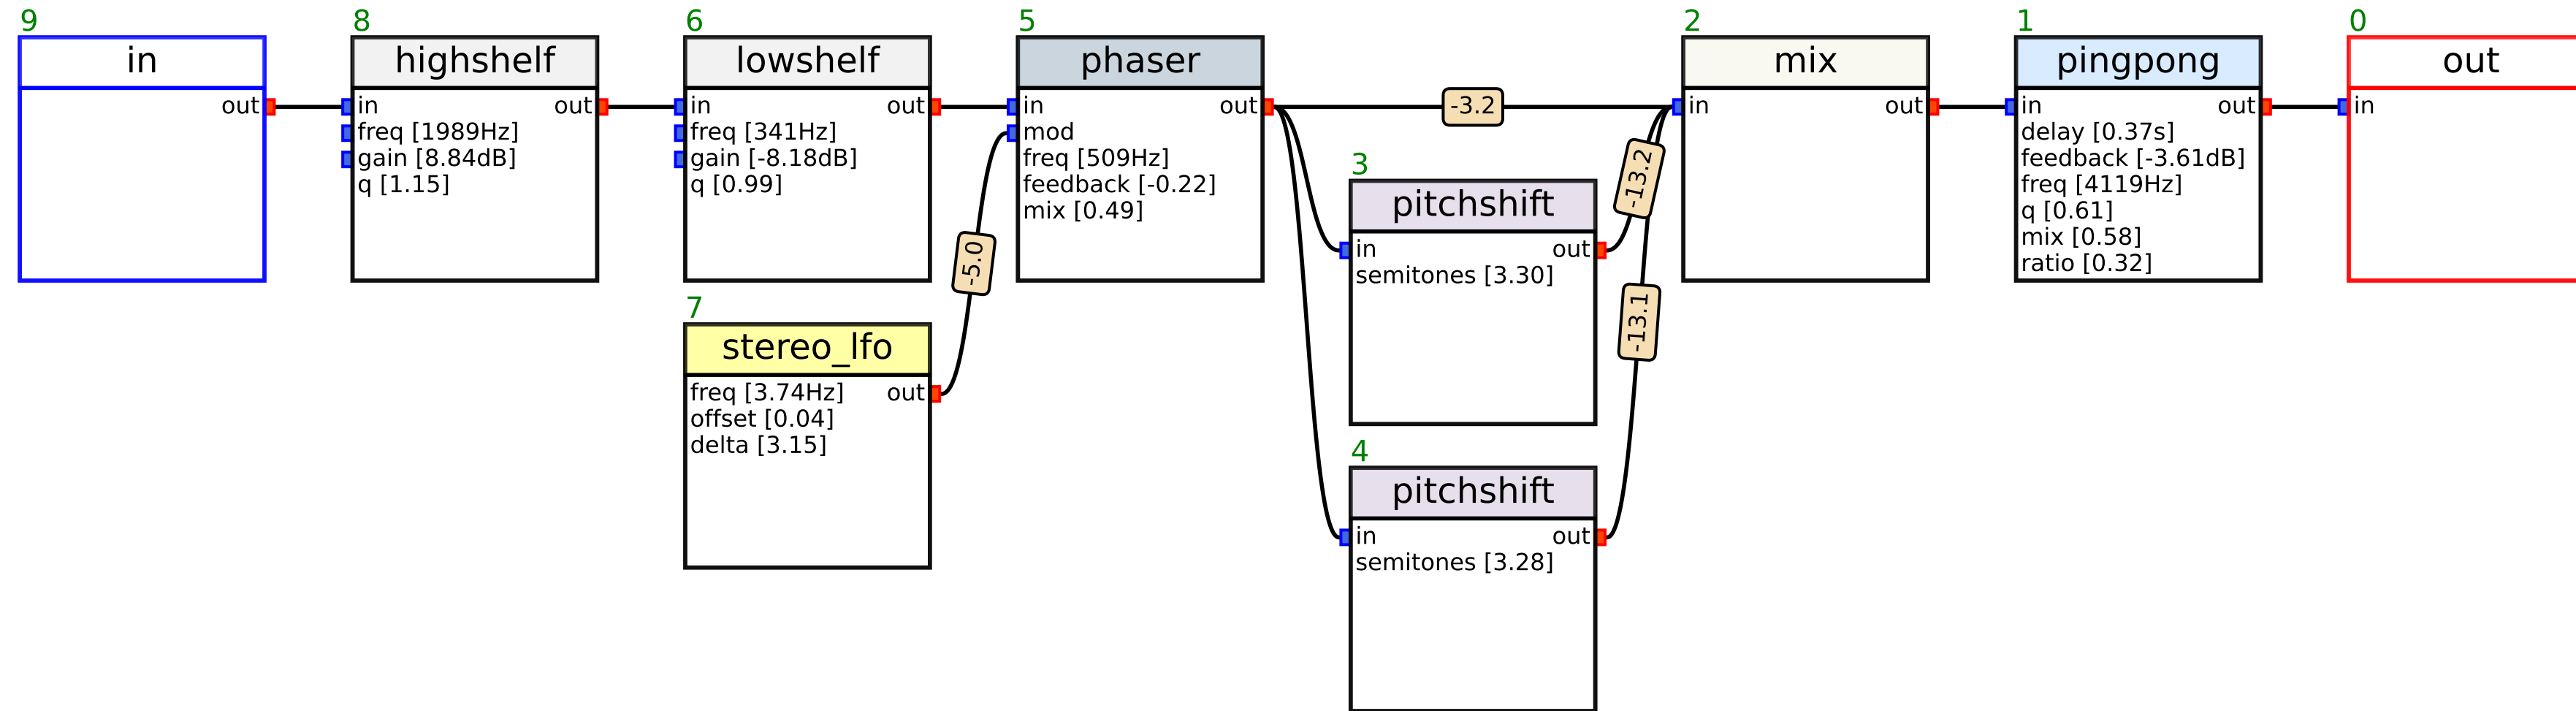 9
in
out
8
highshelf
in out
freq [1989Hz]
gain [8.84dB]
q [1.15]
6
lowshelf
in out
freq [341Hz]
gain [-8.18dB]
q [0.99]
7
stereo_lfo
freq [3.74Hz] out
offset [0.04]
delta [3.15]
-5.0
5
phaser
in out
mod
freq [509Hz]
feedback [-0.22]
mix [0.49]
-3.2
3
pitchshift
in out
semitones [3.30]
-13.2
4
pitchshift
in out
semitones [3.28]
-13.1
2
mix
in out
1
pingpong
in out
delay [0.37s]
feedback [-3.61dB]
freq [4119Hz]
q [0.61]
mix [0.58]
ratio [0.32]
0
out
in